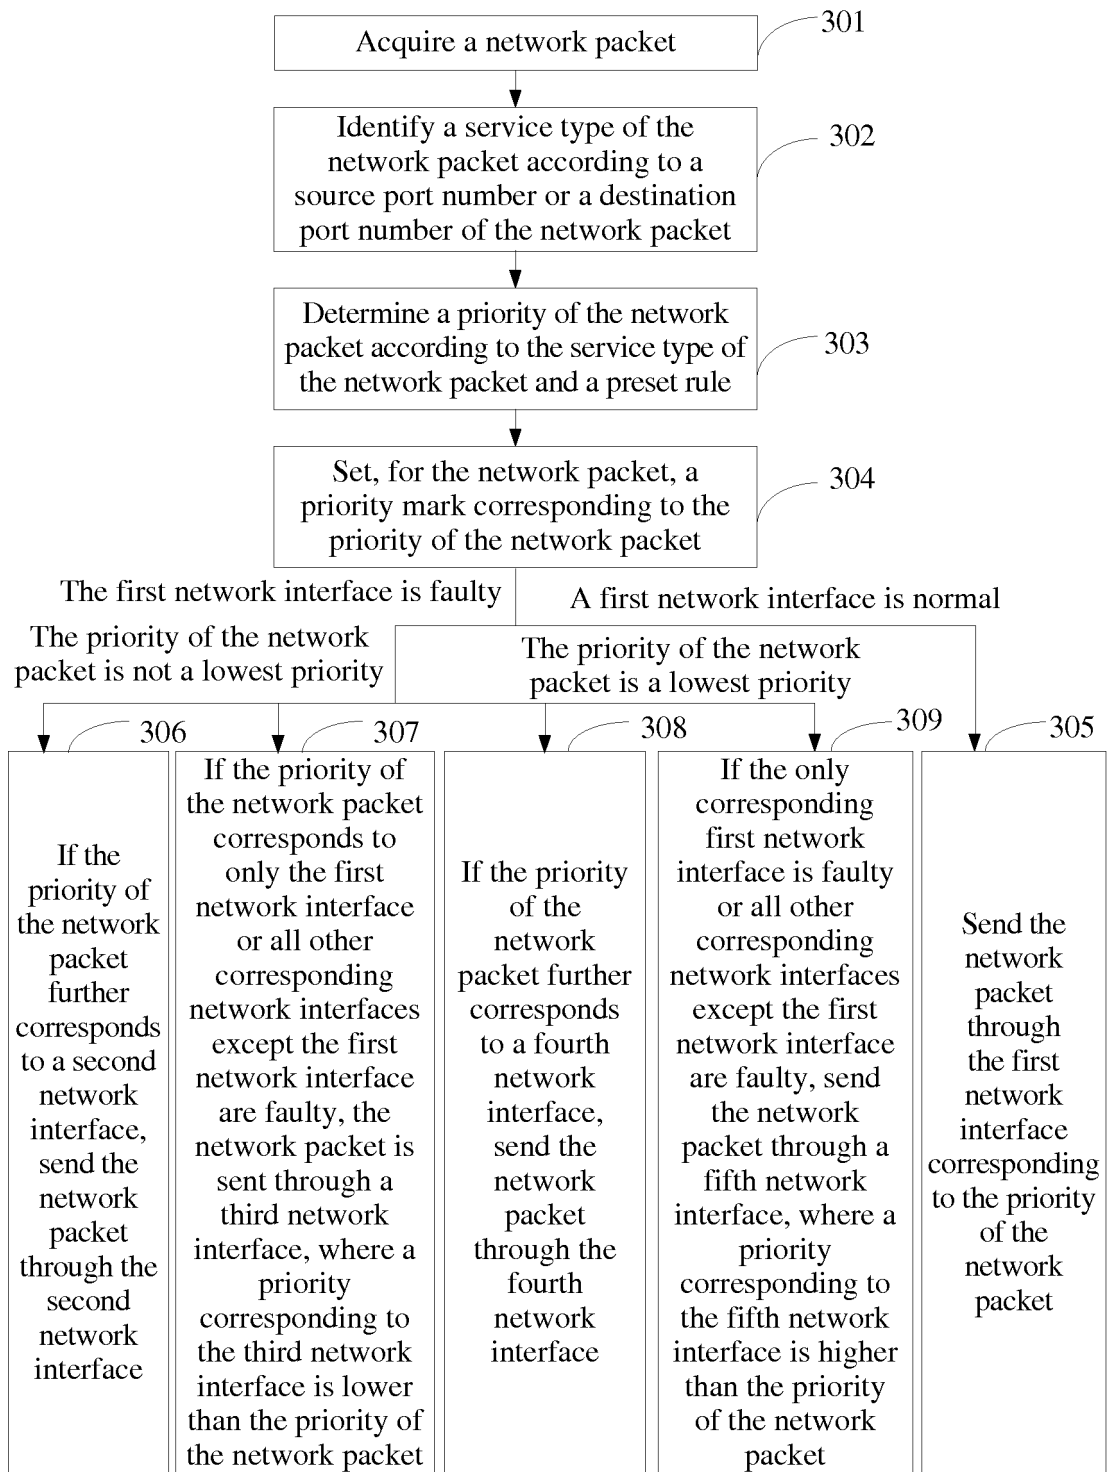 Acquire a network packet
301
Identify a service type of the
network packet according to a
source port number or a destination
port number of the network packet
302
Determine a priority of the network
packet according to the service type of
the network packet and a preset rule
303
Set, for the network packet, a
priority mark corresponding to the
priority of the network packet
304
The first network interface is faulty
A first network interface is normal
The priority of the network
packet is not a lowest priority
The priority of the network
packet is a lowest priority
306
If the
priority of
the network
packet
further
corresponds
to a second
network
interface,
send the
network
packet
through the
second
network
interface
307
If the priority of
the network packet
corresponds to
only the first
network interface
or all other
corresponding
network interfaces
except the first
network interface
are faulty, the
network packet is
sent through a
third network
interface, where a
priority
corresponding to
the third network
interface is lower
than the priority of
the network packet
308
If the priority
of the
network
packet further
corresponds
to a fourth
network
interface,
send the
network
packet
through the
fourth
network
interface
309
If the only
corresponding
first network
interface is faulty
or all other
corresponding
network interfaces
except the first
network interface
are faulty, send
the network
packet through a
fifth network
interface, where a
priority
corresponding to
the fifth network
interface is higher
than the priority
of the network
packet
305
Send the
network
packet
through
the first
network
interface
corresponding
to the priority
of the
network
packet